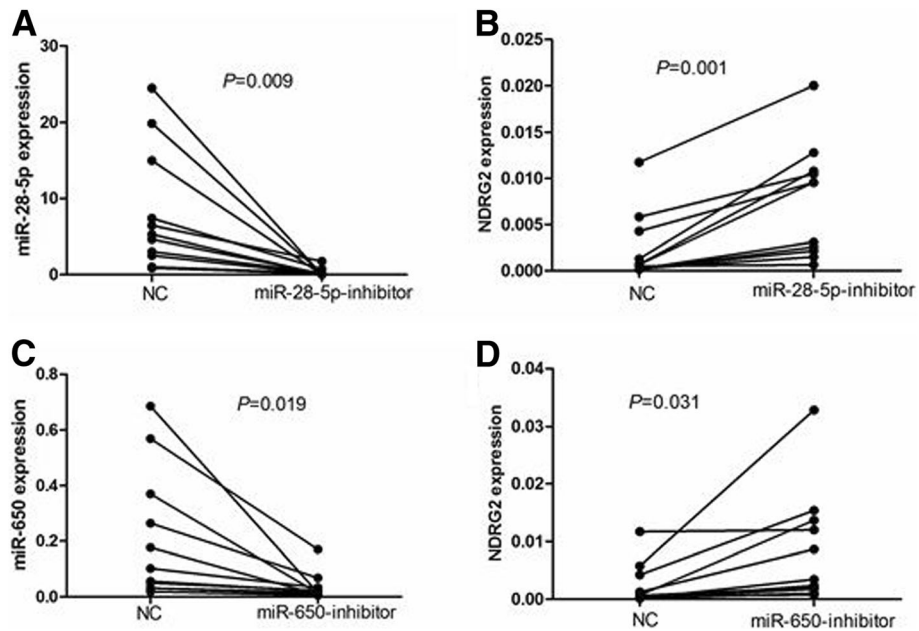 A
miR-28-5p expression
30
20
10
0
P=0.009
NC
miR-28-5p-inhibitor
B
NDRG2 expression
0.025
0.020
0.015
0.010
0.005
0.000
P=0.001
NC
miR-28-5p-inhibitor
C
miR-650 expression
0.8
0.6
0.4
0.2
0.0
P=0.019
NC
miR-650-inhibitor
D
NDRG2 expression
0.04
0.03
0.02
0.01
0.00
P=0.031
NC
miR-650-inhibitor